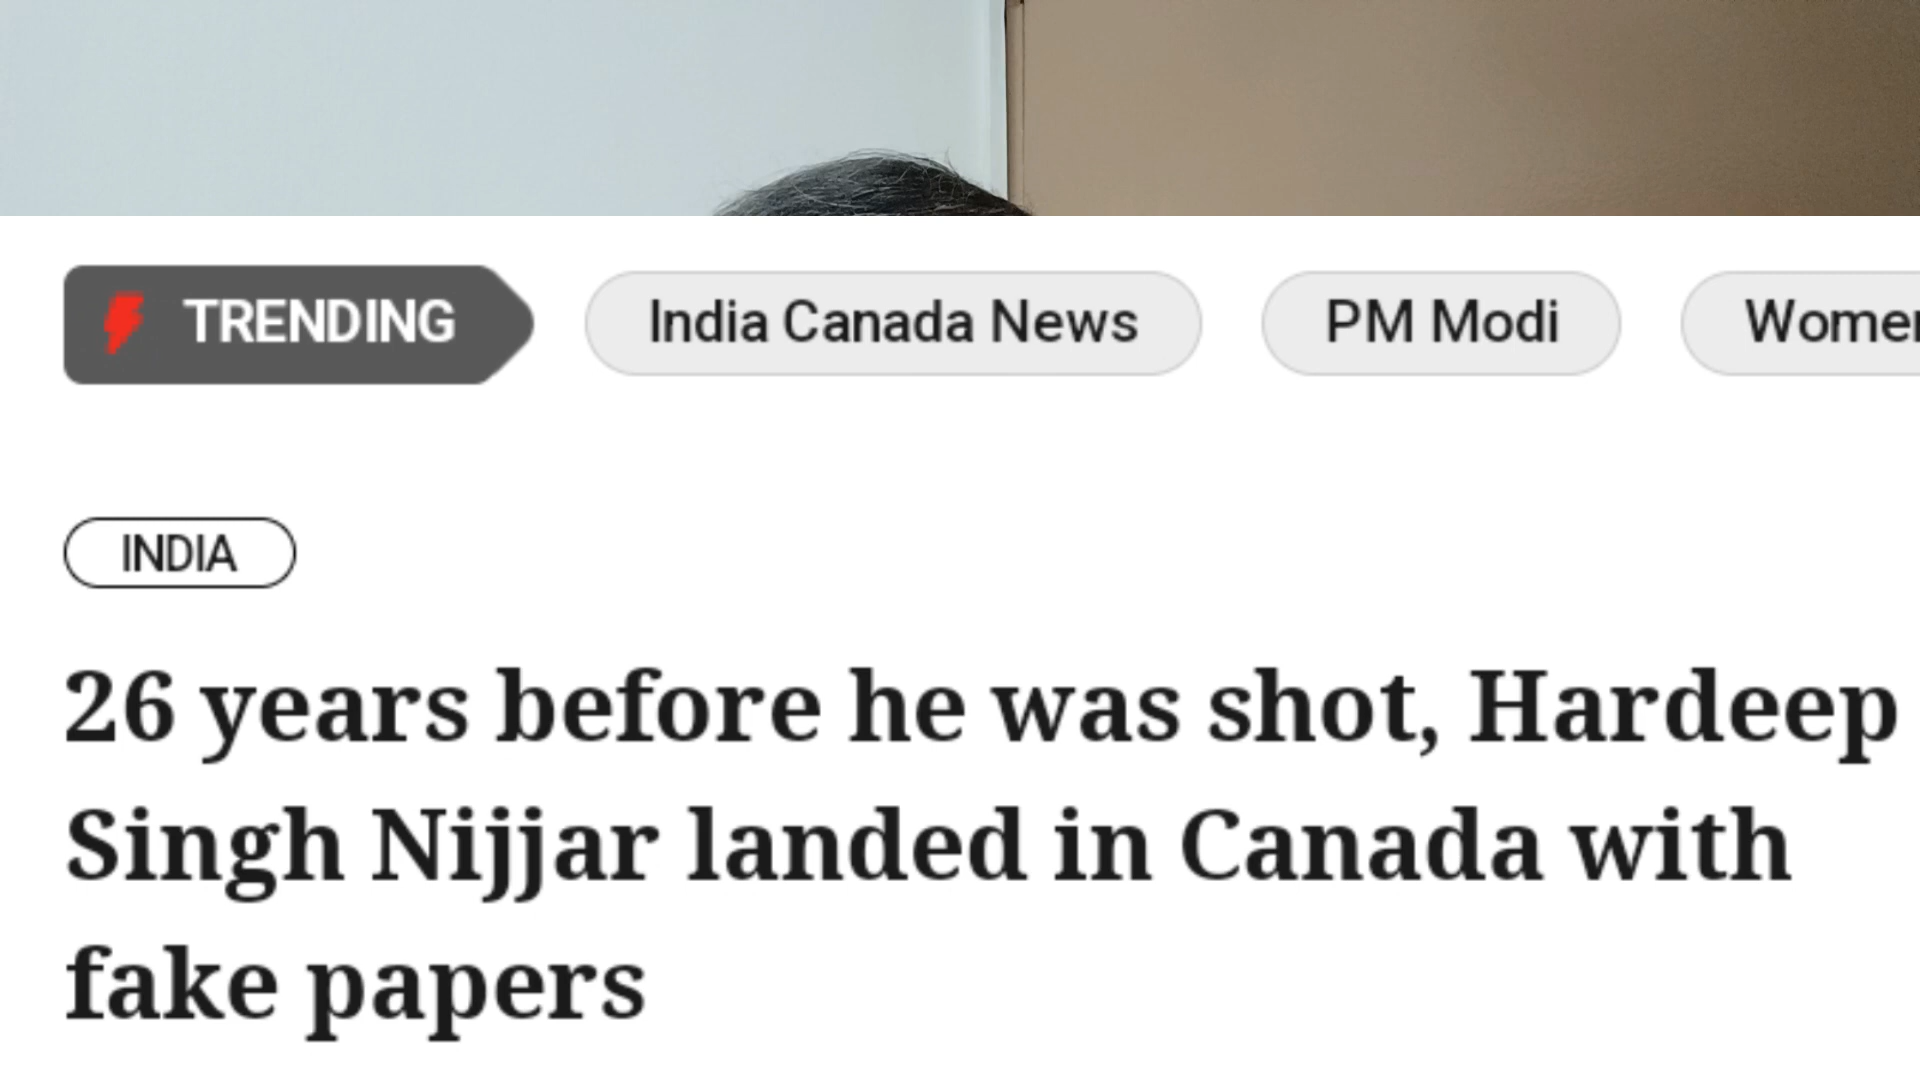 TRENDING India Canada News PM Modi
INDIA
26 years before he was shot, Hardeep
Singh Nijjar landed in Canada with
fake papers